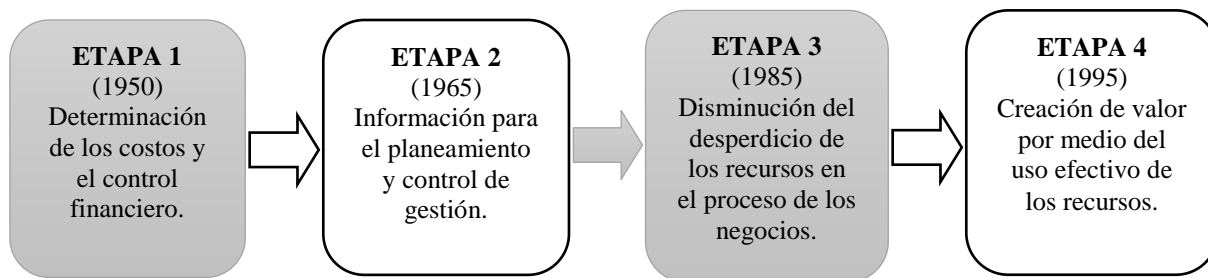 ETAPA 1
(1950)
Determinación
de los costos y
el control
financiero.
ETAPA 2
(1965)
Información para
el planeamiento
y control de
gestión.
ETAPA 3
(1985)
Disminución del
desperdicio de
los recursos en
el proceso de los
negocios.
ETAPA 4
(1995)
Creación de valor
por medio del
uso efectivo de
los recursos.